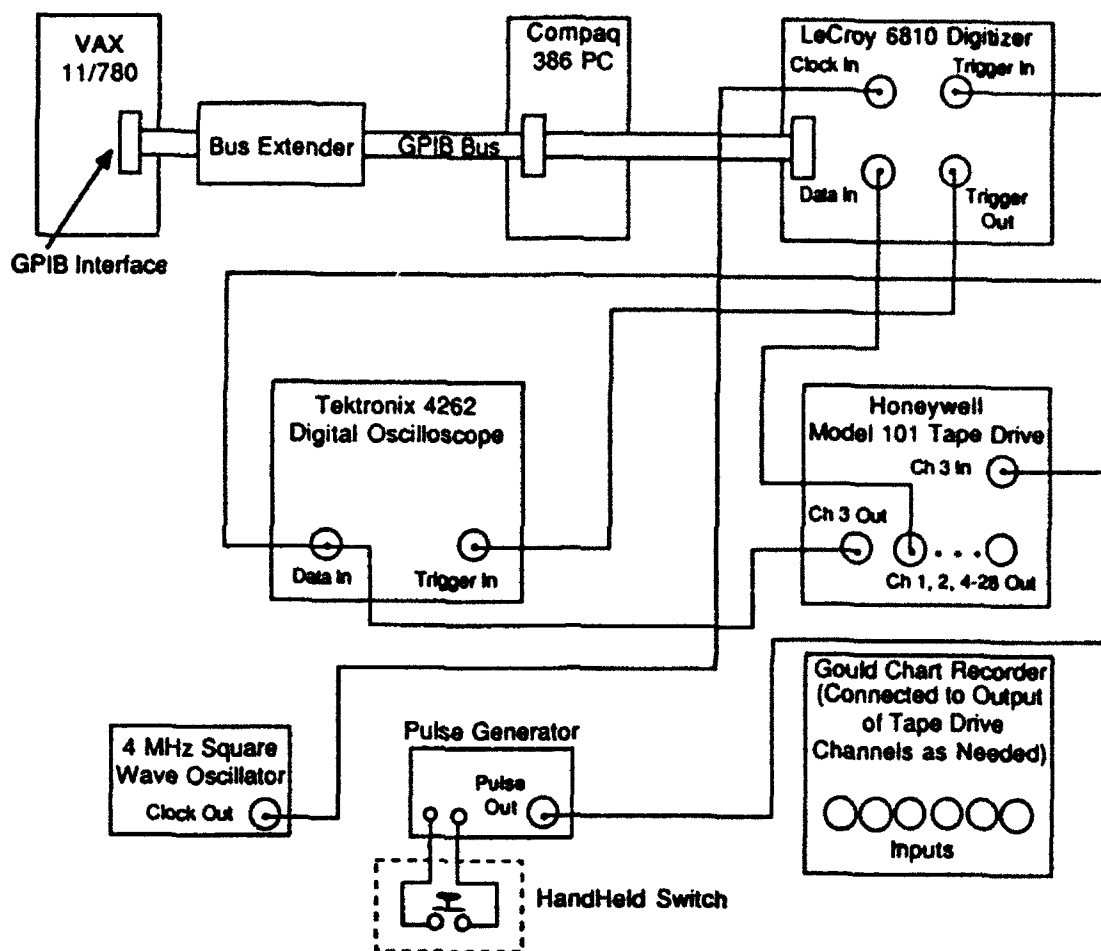 VAX
11/780
Bus Extender
GPIB Bus
GPIB Interface
Compaq
386 PC
LeCroy 6810 Digitizer
Clock In
Trigger In
Data In
Trigger
Out
Tektronix 4262
Digital Oscilloscope
Data In
Trigger In
Honeywell
Model 101 Tape Drive
Ch 3 In
Ch 3 Out
Ch 1, 2, 4-28 Out
4 MHz Square
Wave Oscillator
Clock Out
Pulse Generator
Pulse
Out
HandHeld Switch
Gould Chart Recorder
(Connected to Output
of Tape Drive
Channels as Needed)
Inputs